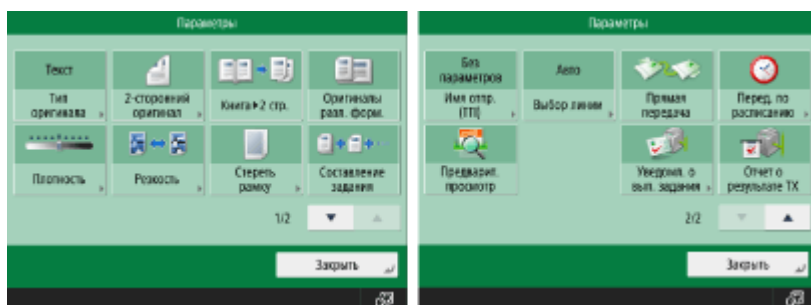 Параметры
Текст
Тип
оригинала
2-сторонний
оригинал
Книга▶2 стр.
Оригиналы
разл. форм.
Плотность
Резкость
Стереть
рамку
Составление
задания
1/2
Закрыть
Параметры
Без
параметров
Имя отпр.
(TTI)
Авто
Выбор линии
Прямая
передача
Перед. по
расписанию
Предварит.
просмотр
Уведомл. о
вып. задания
Отчет о
результате TX
2/2
Закрыть